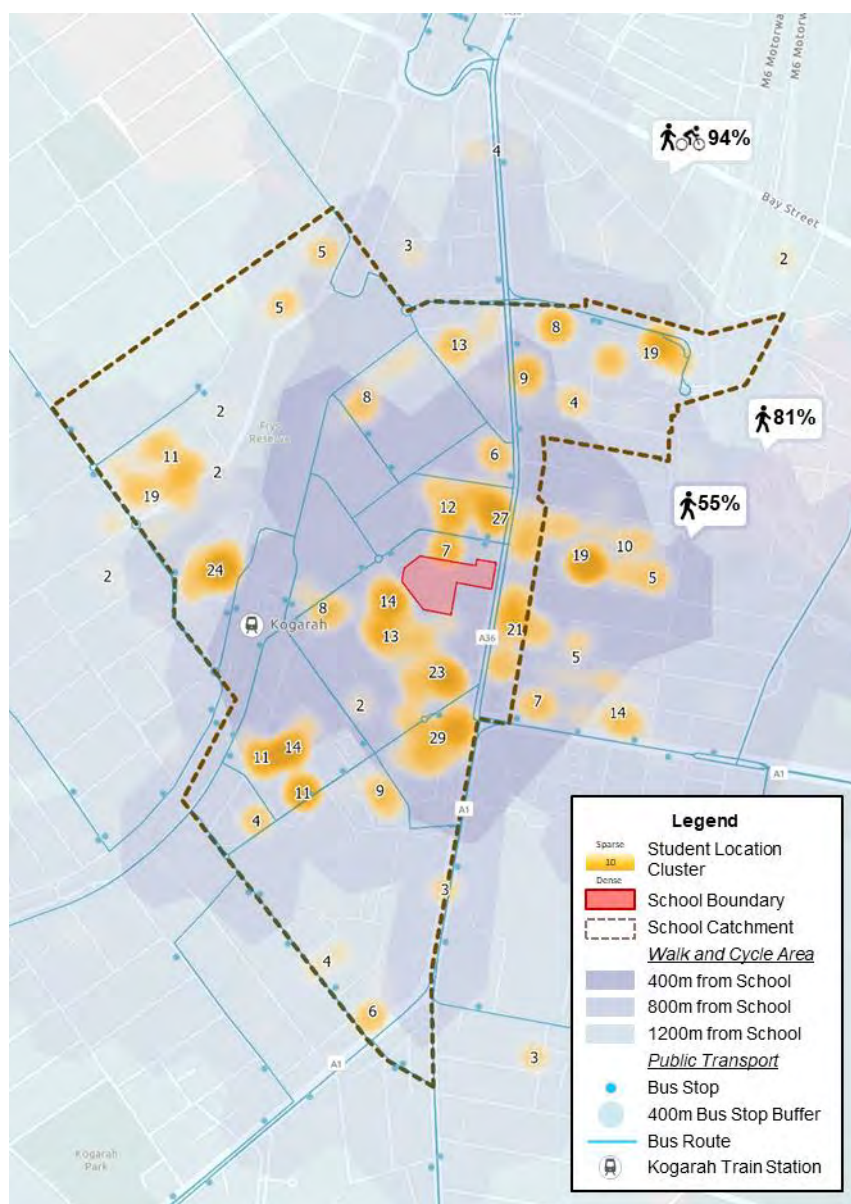 M6 Motorway
M6 Motorway
4
94%
Bay Street
3
2
5
5
13
8
19
9
4
8
2
Frys
Reserve
6
81%
11
2
19
12
27
55%
7
19
10
24
2
5
14
8
Kogarah
13
21
A36
5
23
2
7
14
29
11
14
11
9
4
A1
A1
3
4
6
A1
3
Kogarah
Park
Legend
Sparse
10
Dense
Student Location
Cluster
School Boundary
School Catchment
Walk and Cycle Area
400m from School
800m from School
1200m from School
Public Transport
Bus Stop
400m Bus Stop Buffer
Bus Route
Kogarah Train Station